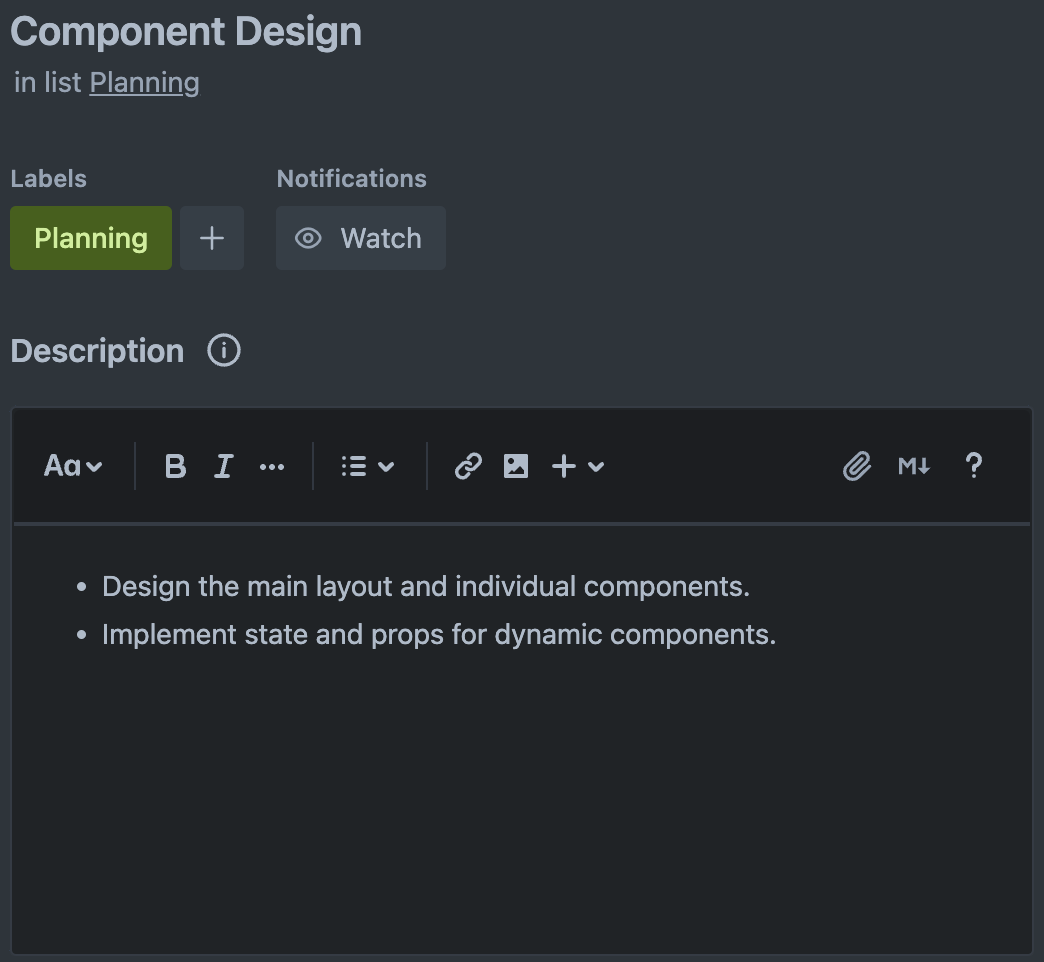 Component Design
in list Planning
Labels
Notifications
Planning
+
Watch
Description
Aa B I ... + M↓ ?
• Design the main layout and individual components.
• Implement state and props for dynamic components.